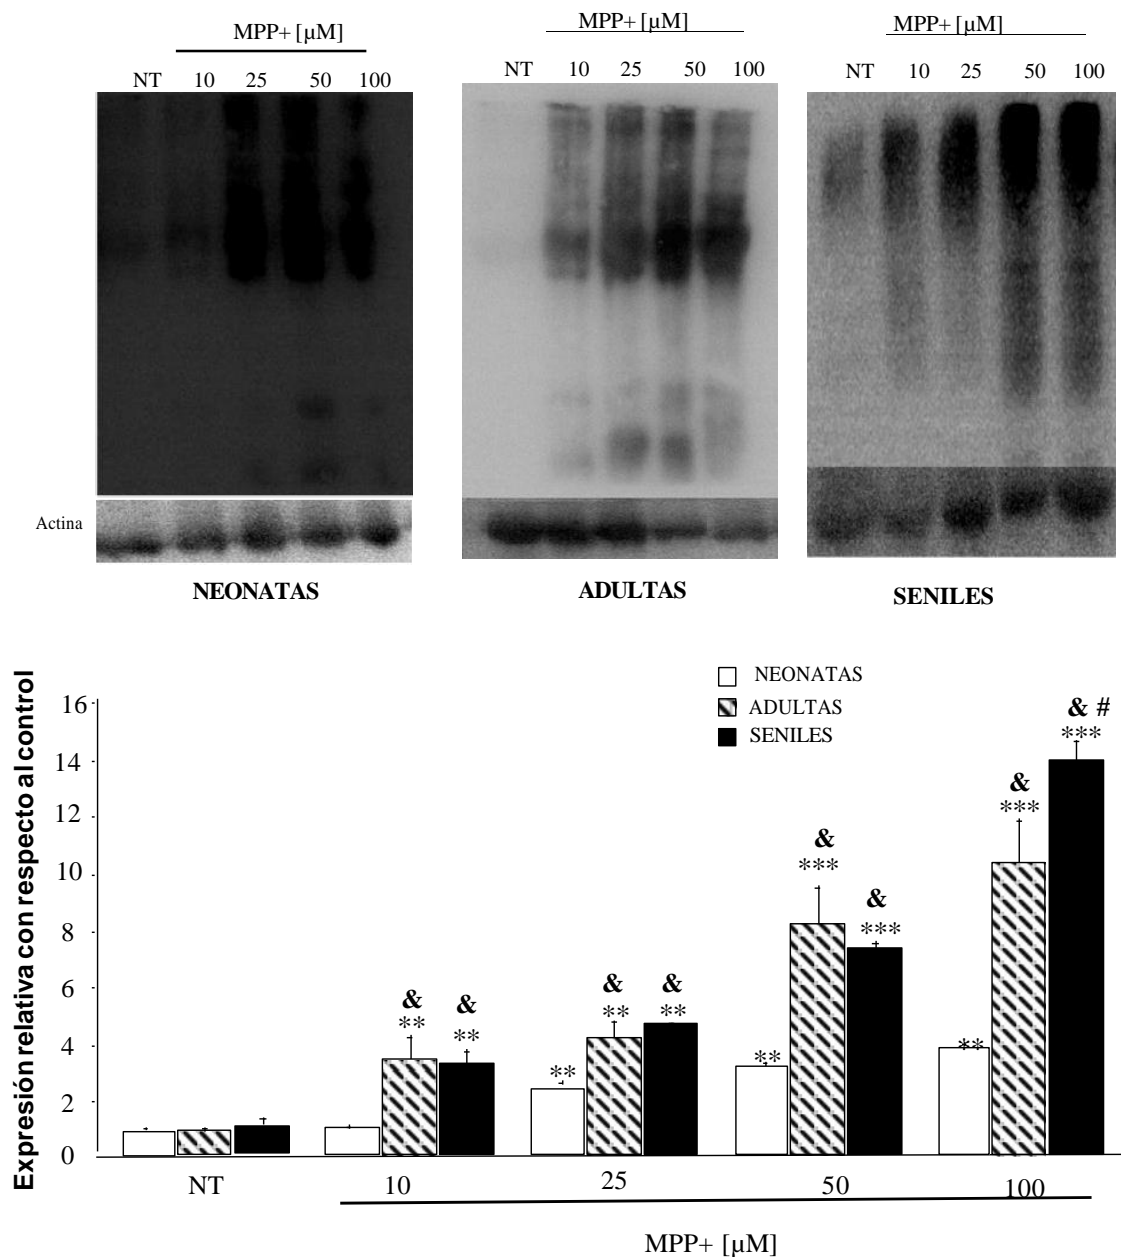 MPP+ [µM]
NT 10 25 50 100
MPP+ [µM]
NT 10 25 50 100
MPP+ [µM]
NT 10 25 50 100
Actina
NEONATAS
ADULTAS
SENILES
Expresión relativa con respecto al control
NEONATAS
ADULTAS
SENILES
16
14
12
10
8
6
4
2
0
& **
& **
**
& **
& **
**
& ***
& ***
**
& ***
& # ***
NT 10 25 50 100
MPP+ [µM]